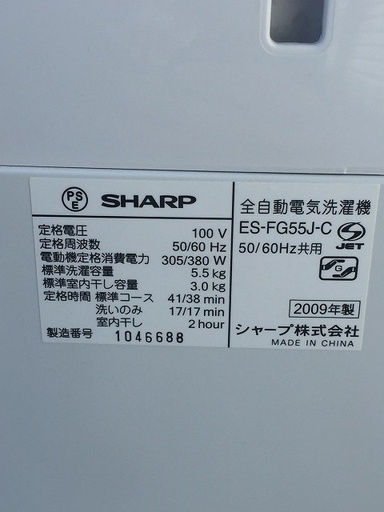 PS
E
SHARP
定格電圧 100 V
定格周波数 50/60 Hz
電動機定格消費電力 305/380 W
標準洗濯容量 5.5 kg
標準室内干し容量 3.0 kg
定格時間 標準コース 41/38 min
洗いのみ 17/17 min
室内干し 2 hour
製造番号 1046688
全自動電気洗濯機
ES-FG55J-C
JET
50/60Hz共用
G
2009年製
シャープ株式会社
MADE IN CHINA